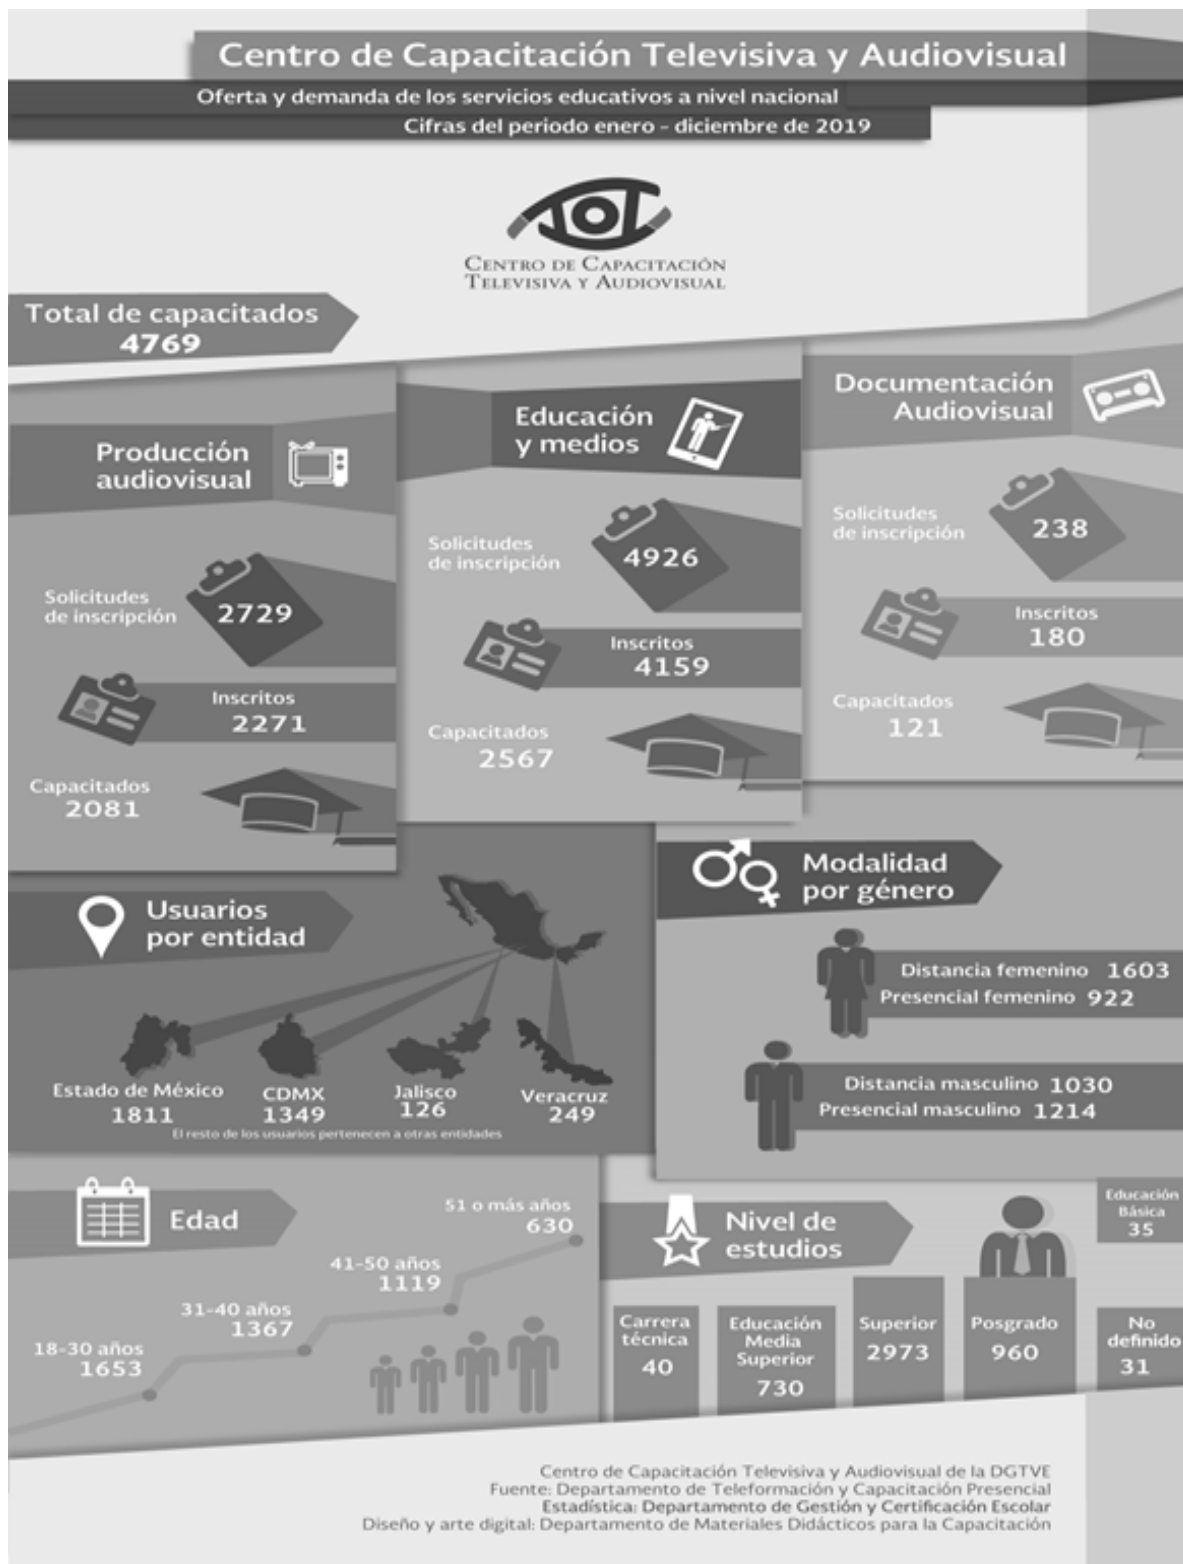 Centro de Capacitación Televisiva y Audiovisual
Oferta y demanda de los servicios educativos a nivel nacional
Cifras del periodo enero - diciembre de 2019
CENTRO DE CAPACITACIÓN
TELEVISIVA Y AUDIOVISUAL
Total de capacitados
4769
Producción
audiovisual
Solicitudes
de inscripción
2729
Inscritos
2271
Capacitados
2081
Educación
y medios
Solicitudes
de inscripción
4926
Inscritos
4159
Capacitados
2567
Documentación
Audiovisual
Solicitudes
de inscripción
238
Inscritos
180
Capacitados
121
Usuarios
por entidad
Estado de México
1811
CDMX
1349
Jalisco
126
Veracruz
249
El resto de los usuarios pertenecen a otras entidades
Modalidad
por género
Distancia femenino 1603
Presencial femenino 922
Distancia masculino 1030
Presencial masculino 1214
Edad
18-30 años
1653
31-40 años
1367
41-50 años
1119
51 o más años
630
Nivel de
estudios
Carrera
técnica
40
Educación
Media
Superior
730
Superior
2973
Posgrado
960
Educación
Básica
35
No
definido
31
Centro de Capacitación Televisiva y Audiovisual de la DGTVE
Fuente: Departamento de Teleformación y Capacitación Presencial
Estadística: Departamento de Gestión y Certificación Escolar
Diseño y arte digital: Departamento de Materiales Didácticos para la Capacitación